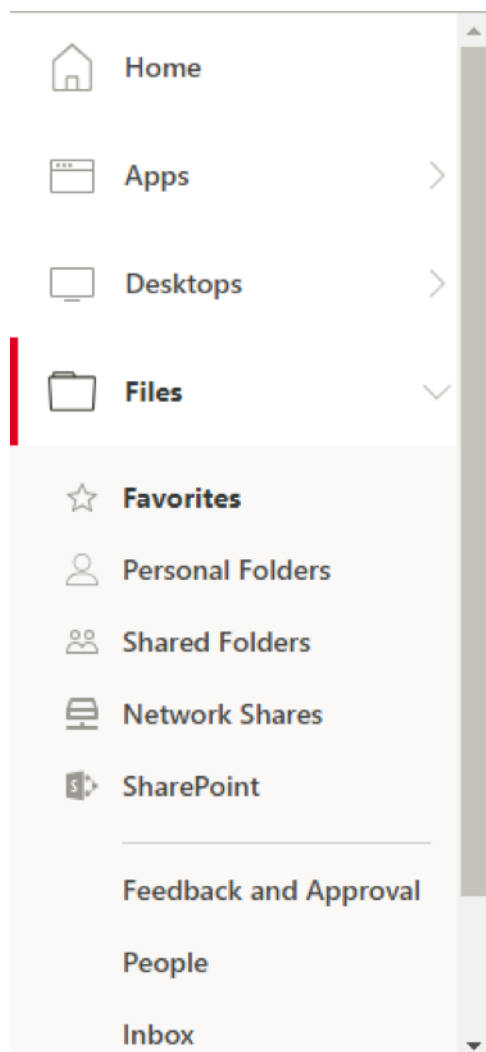 Home
Apps
Desktops
Files
Favorites
Personal Folders
Shared Folders
Network Shares
SharePoint
Feedback and Approval
People
Inbox